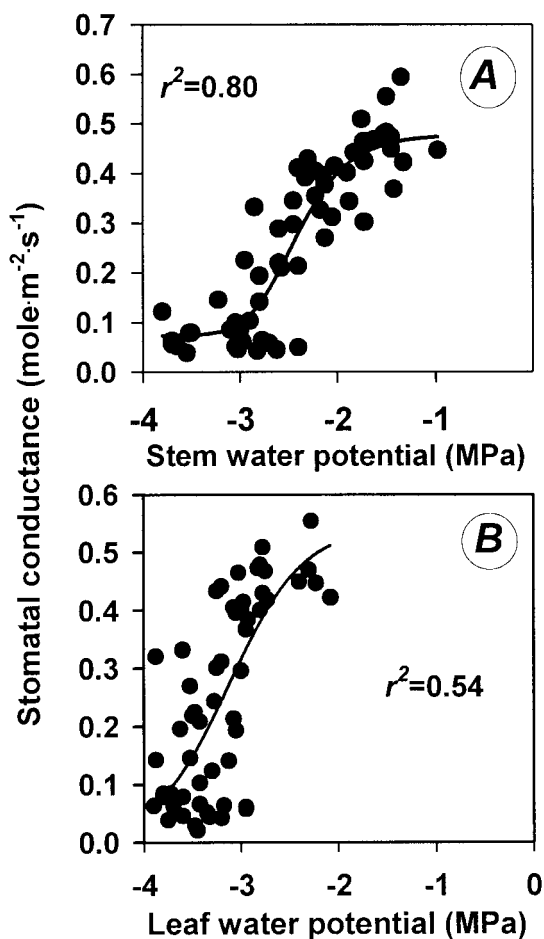 0.7
0.6
0.5
0.4
0.3
0.2
0.1
0.0
r²=0.80
A
-4 -3 -2 -1 0
Stem water potential (MPa)
Stomatal conductance (mole·m⁻²·s⁻¹)
0.6
0.5
0.4
0.3
0.2
0.1
0.0
B
r²=0.54
-4 -3 -2 -1 0
Leaf water potential (MPa)